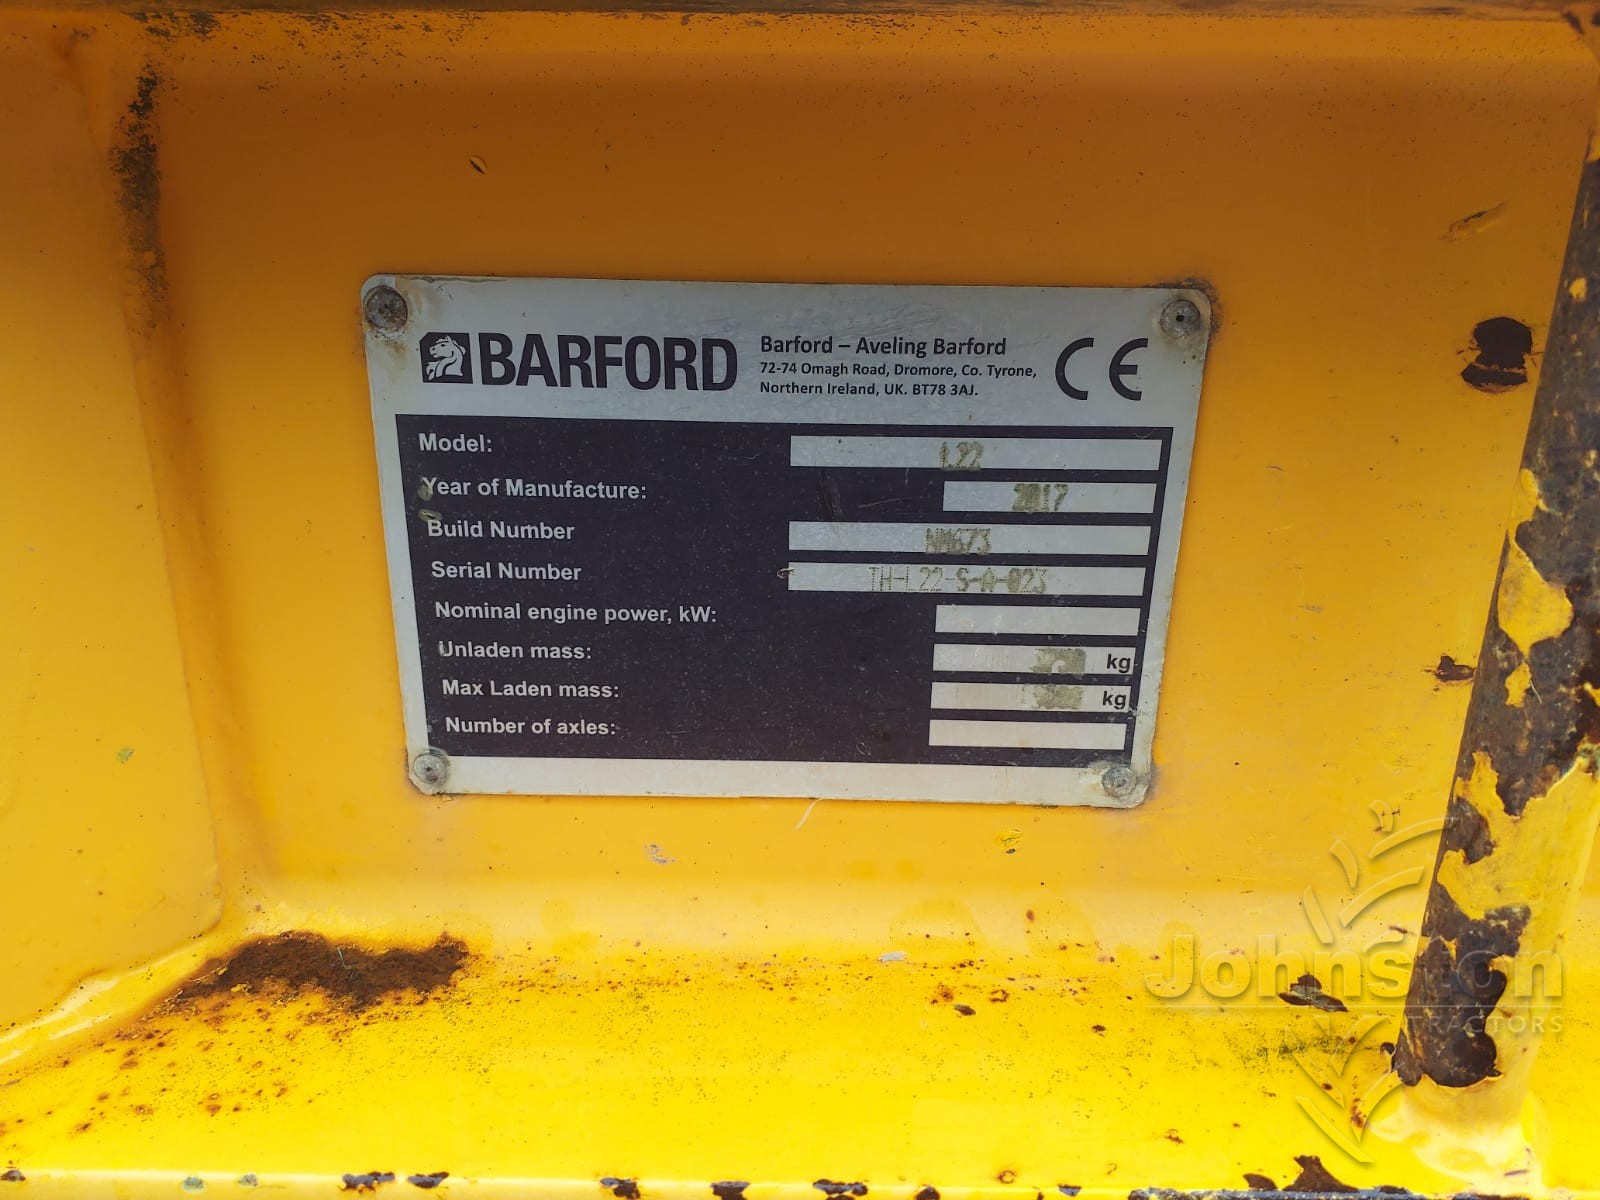 BARFORD
Barford – Aveling Barford
72-74 Omagh Road, Dromore, Co. Tyrone,
Northern Ireland, UK. BT78 3AJ.
CE
Model: L22
Year of Manufacture: 2017
Build Number NM673
Serial Number TH-L22-S-A-023
Nominal engine power, kW:
Unladen mass: kg
Max Laden mass: kg
Number of axles:
Johnston
TRACTORS